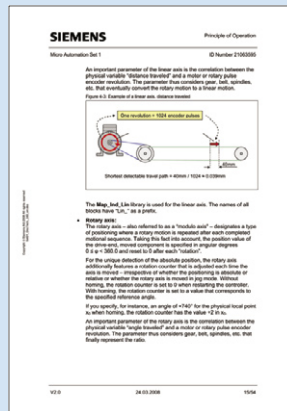 SIEMENS
Principle of Operation
Micro Automation Set 1
ID Number 21063585
An important parameter of the linear axis is the correlation between the
physical variable "distance traveled" and a motor or rotary pulse
encoder revolution. The parameter thus considers gear, belt, spindles,
etc. that eventually convert the rotary motion to a linear motion.
Figure 4-3: Example of a linear axis, distance traveled
One revolution = 1024 encoder pulses
40mm
Shortest detectable travel path = 40mm / 1024 = 0.039mm
The Map_Iod_Lin library is used for the linear axis. The names of all
blocks have "Lin_" as a prefix.
• Rotary axis:
The rotary axis – also referred to as a "modulo axis" – designates a type
of positioning where a rotary motion is repeated after each completed
motional sequence. Taking this fact into account, the position value of
the drive and, moved component is specified in angular degrees
0 ≤ φ < 360.0 and reset to 0 after each "rotation".
For the unique detection of the absolute position, the rotary axis
additionally features a rotation counter that is adjusted each time the
axis is moved – irrespective of whether the positioning is absolute or
relative or whether the rotary axis is moved in jog mode. Without
homing, the rotation counter is set to 0 when restarting the controller.
With homing, the rotation counter is set to a value that corresponds to
the specified reference angle.
If you specify, for instance, an angle of +740° for the physical local point
x₀ when homing, the rotation counter has the value +2 in x₀.
An important parameter of the rotary axis is the correlation between the
physical variable "angle traveled" and a motor or rotary pulse encoder
revolution. The parameter thus considers gear, belt, spindles, etc. that
finally represent the ratio.
V2.0
24.03.2006
15/54